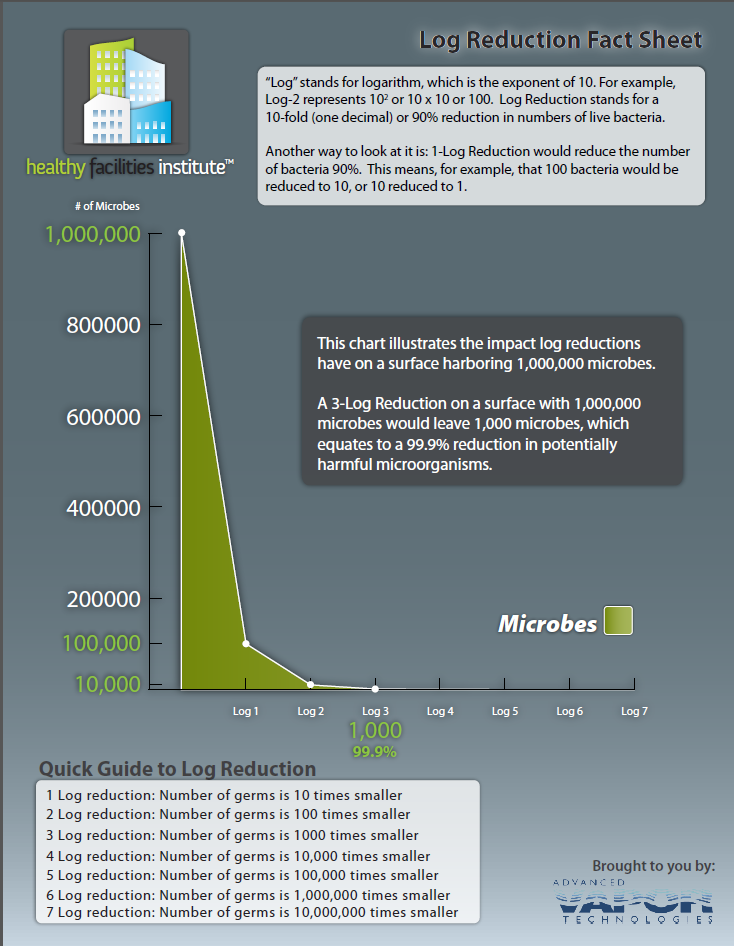 Log Reduction Fact Sheet
healthy facilities institute™
“Log” stands for logarithm, which is the exponent of 10. For example,
Log-2 represents 10² or 10 x 10 or 100.  Log Reduction stands for a
10-fold (one decimal) or 90% reduction in numbers of live bacteria.
Another way to look at it is: 1-Log Reduction would reduce the number
of bacteria 90%.  This means, for example, that 100 bacteria would be
reduced to 10, or 10 reduced to 1.
# of Microbes
1,000,000
800000
600000
400000
200000
100,000
10,000
This chart illustrates the impact log reductions
have on a surface harboring 1,000,000 microbes.
A 3-Log Reduction on a surface with 1,000,000
microbes would leave 1,000 microbes, which
equates to a 99.9% reduction in potentially
harmful microorganisms.
Microbes
Log 1 Log 2 Log 3 Log 4 Log 5 Log 6 Log 7
1,000
99.9%
Quick Guide to Log Reduction
1 Log reduction: Number of germs is 10 times smaller
2 Log reduction: Number of germs is 100 times smaller
3 Log reduction: Number of germs is 1000 times smaller
4 Log reduction: Number of germs is 10,000 times smaller
5 Log reduction: Number of germs is 100,000 times smaller
6 Log reduction: Number of germs is 1,000,000 times smaller
7 Log reduction: Number of germs is 10,000,000 times smaller
Brought to you by:
ADVANCED
VAPOR
TECHNOLOGIES